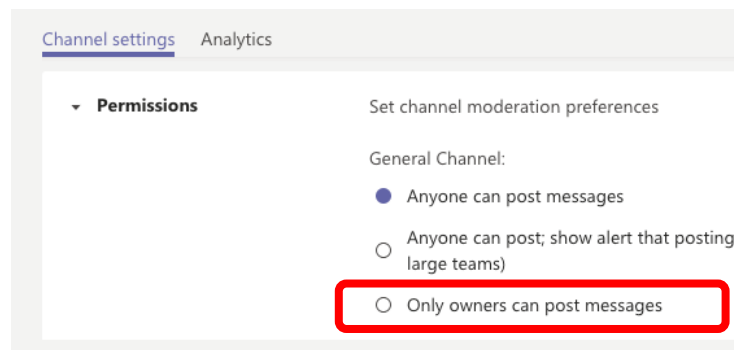 Channel settings Analytics
Permissions Set channel moderation preferences
General Channel:
Anyone can post messages
Anyone can post; show alert that posting
large teams)
Only owners can post messages